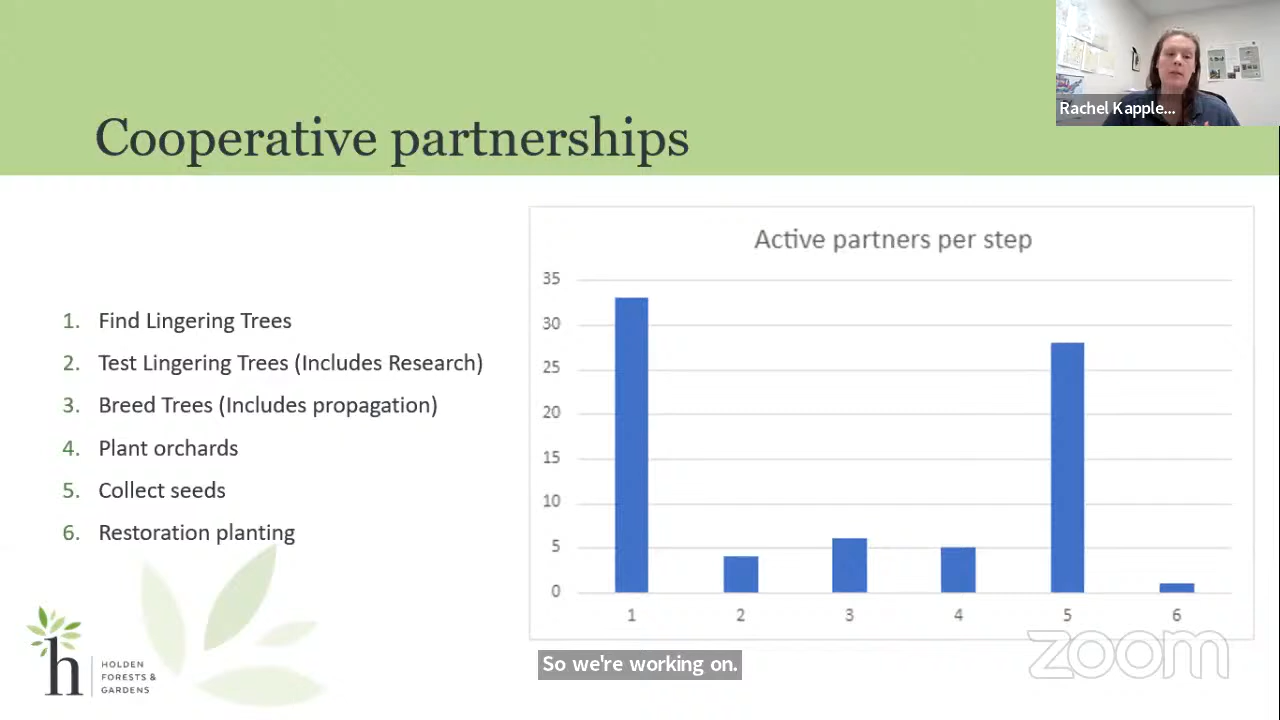 Rachel Kapple...
Cooperative partnerships
1. Find Lingering Trees
2. Test Lingering Trees (Includes Research)
3. Breed Trees (Includes propagation)
4. Plant orchards
5. Collect seeds
6. Restoration planting
Active partners per step
35
30
25
20
15
10
5
0
1 2 3 4 5 6
h HOLDEN
FORESTS &
GARDENS
So we're working on.
zoom